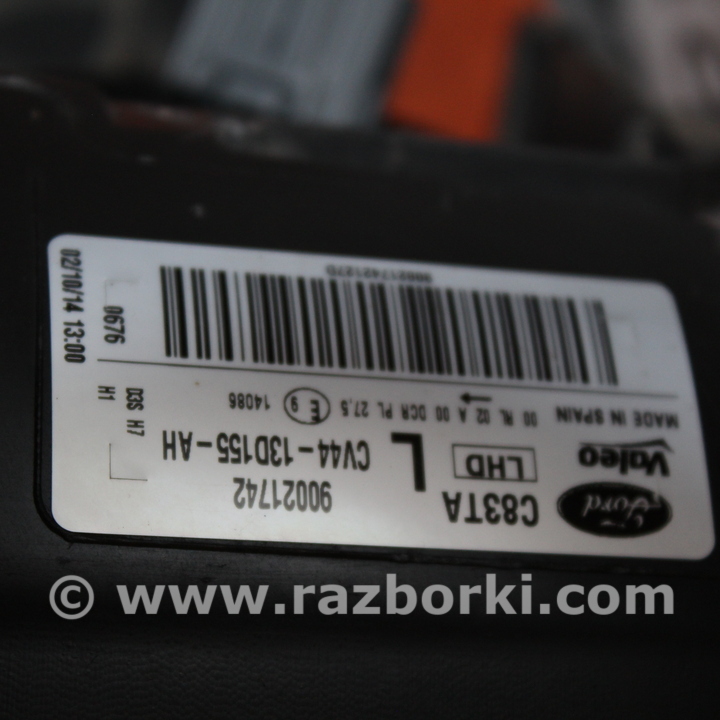 Ford C83TA 90021742
Valeo LHD L CV44-13D155-AH
MADE IN SPAIN 00 RL 02 A 00 DCR PL 27.5 E 9 14086
D3S H7
H1
0676
02/10/14 13:00
© www.razborki.com